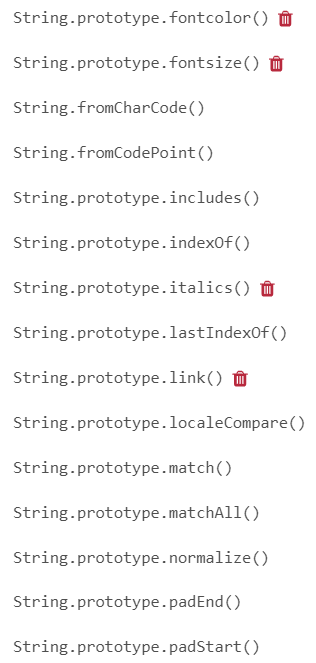 String.prototype.fontcolor()
String.prototype.fontsize()
String.fromCharCode()
String.fromCodePoint()
String.prototype.includes()
String.prototype.indexOf()
String.prototype.italics()
String.prototype.lastIndexOf()
String.prototype.link()
String.prototype.localeCompare()
String.prototype.match()
String.prototype.matchAll()
String.prototype.normalize()
String.prototype.padEnd()
String.prototype.padStart()